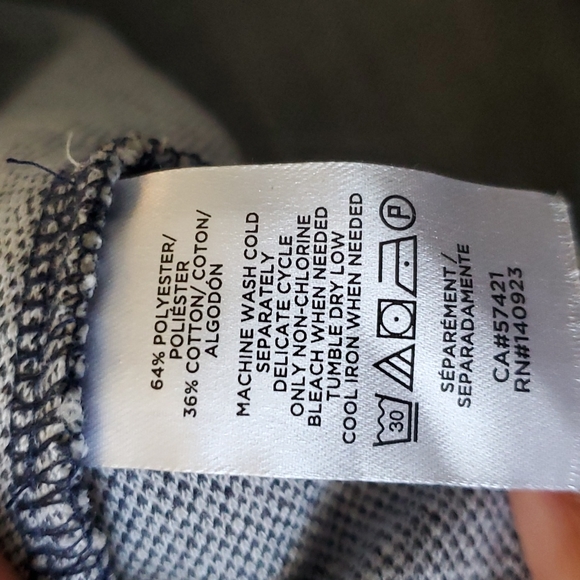 64% POLYESTER/
POLIÉSTER
36% COTTON/ COTON/
ALGODÓN
MACHINE WASH COLD
SEPARATELY
DELICATE CYCLE
ONLY NON-CHLORINE
BLEACH WHEN NEEDED
TUMBLE DRY LOW
COOL IRON WHEN NEEDED
30
P
SÉPARÉMENT/
SEPARADAMENTE
CA#57421
RN#140923